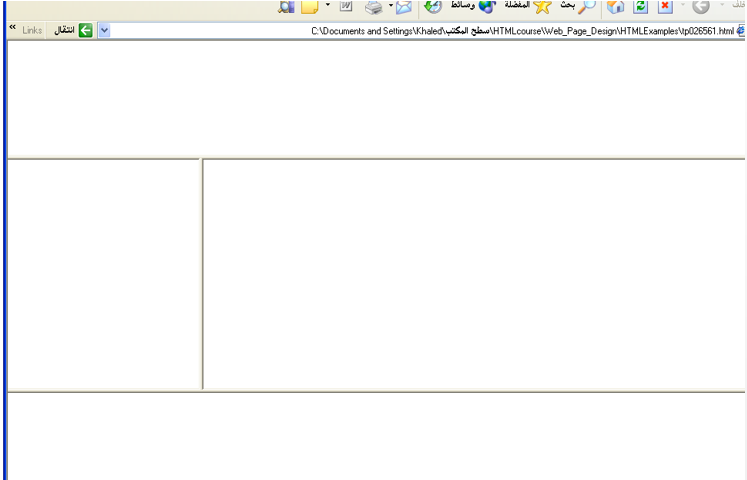 بحث المفضلة وسائط
C:\Documents and Settings\Khaled\سطح المكتب\HTMLcourse\Web_Page_Design\HTMLExamples\tp026561.html انتقال Links »